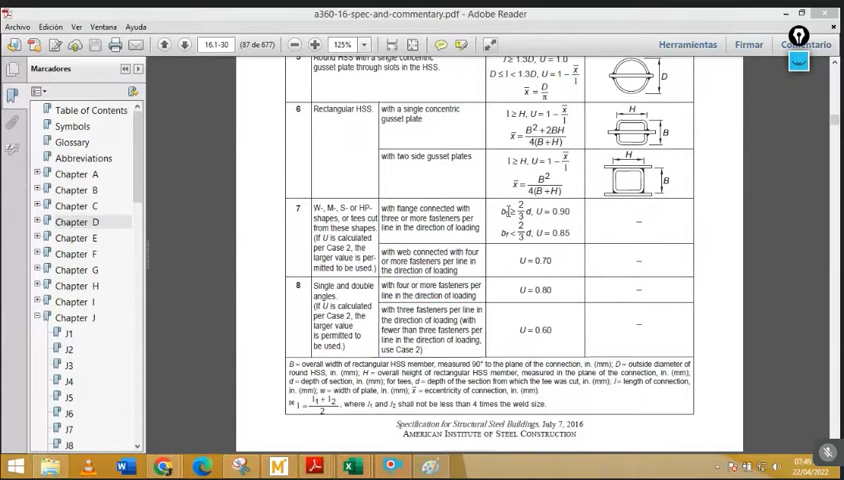 a360-16-spec-and-commentary.pdf - Adobe Reader
Archivo Edición Ver Ventana Ayuda
16.1-30 (87 de 677) 125% Herramientas Firmar Comentario
Marcadores
Table of Contents
Symbols
Glossary
Abbreviations
Chapter A
Chapter B
Chapter C
Chapter D
Chapter E
Chapter F
Chapter G
Chapter H
Chapter I
Chapter J
J1
J2
J3
J4
J5
J6
J7
J8
5 Round HSS with a single concentric
gusset plate through slots in the HSS.
l ≥ 1.3D, U = 1.0
D ≤ l < 1.3D, U = 1 − x̄/l
x̄ = D/π
D
6 Rectangular HSS.
with a single concentric
gusset plate
l ≥ H, U = 1 − x̄/l
x̄ = B²+2BH/4(B+H)
H
B
with two side gusset plates
l ≥ H, U = 1 − x̄/l
x̄ = B²/4(B+H)
H
B
7 W-, M-, S- or HP-
shapes, or tees cut
from these shapes.
(If U is calculated
per Case 2, the
larger value is per-
mitted to be used.)
with flange connected with
three or more fasteners per
line in the direction of loading
bf ≥ 2/3 d, U = 0.90
bf < 2/3 d, U = 0.85
--
with web connected with four
or more fasteners per line
in the direction of loading
U = 0.70
--
8 Single and double
angles.
(If U is calculated
per Case 2, the
larger value
is permitted to
be used.)
with four or more fasteners per
line in the direction of loading
U = 0.80
--
with three fasteners per line in
the direction of loading (with
fewer than three fasteners per
line in the direction of loading,
use Case 2)
U = 0.60
--
B = overall width of rectangular HSS member, measured 90° to the plane of the connection, in. (mm); D = outside diameter of
round HSS, in. (mm); H = overall height of rectangular HSS member, measured in the plane of the connection, in. (mm);
d = depth of section, in. (mm); for tees, d = depth of the section from which the tee was cut, in. (mm); l = length of connection,
in. (mm); w = width of plate, in. (mm); x̄ = eccentricity of connection, in. (mm).
[a] l = l1 + l2/2, where l1 and l2 shall not be less than 4 times the weld size.
Specification for Structural Steel Buildings, July 7, 2016
AMERICAN INSTITUTE OF STEEL CONSTRUCTION
07:49
22/04/2022